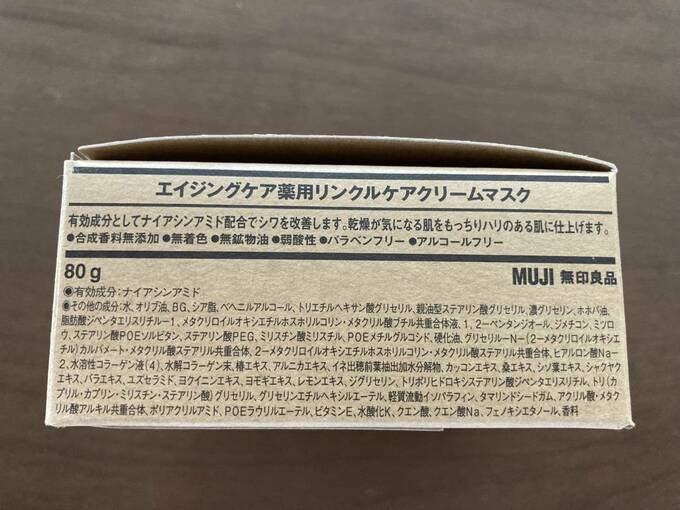 エイジングケア薬用リンクルケアクリームマスク
有効成分としてナイアシンアミド配合でシワを改善します。乾燥が気になる肌をもっちりハリのある肌に仕上げます。
●合成香料無添加 ●無着色 ●無鉱物油 ●弱酸性 ●パラベンフリー ●アルコールフリー
80g
MUJI 無印良品
●有効成分:ナイアシンアミド
●その他の成分:水、オリブ油、BG、シア脂、ベヘニルアルコール、トリエチルヘキサン酸グリセリル、親油型ステアリン酸グリセリル、濃グリセリン、ホホバ油、
脂肪酸ジペンタエリスリチル-1、メタクリロイルオキシエチルホスホリルコリン・メタクリル酸ブチル共重合体液、1,2-ペンタンジオール、ジメチコン、ミツロ
ウ、ステアリン酸POEソルビタン、ステアリン酸PEG、ミリスチン酸ミリスチル、POEメチルグルコシド、硬化油、グリセリル-N-(2-メタクリロイルオキシエ
チル)カルバメート・メタクリル酸ステアリル共重合体、2-メタクリロイルオキシエチルホスホリルコリン・メタクリル酸ステアリル共重合体、ヒアルロン酸Na-
2、水溶性コラーゲン液(4)、加水分解コラーゲン末、椿エキス、アルニカエキス、イネ出穂前葉抽出加水分解物、カッコンエキス、桑エキス、シソ葉エキス、シャクヤク
エキス、バラエキス、ユズセラミド、ヨクイニンエキス、ヨモギエキス、レモンエキス、ジグリセリン、トリポリヒドロキシステアリン酸ジペンタエリスリチル、トリ(カ
プリル・カプリン・ミリスチン・ステアリン酸)グリセリル、グリセリンエチルヘキシルエーテル、軽質流動イソパラフィン、タマリンドシードガム、アクリル酸・メタク
リル酸アルキル共重合体、ポリアクリルアミド、POEラウリルエーテル、ビタミンE、水酸化K、クエン酸、クエン酸Na、フェノキシエタノール、香料